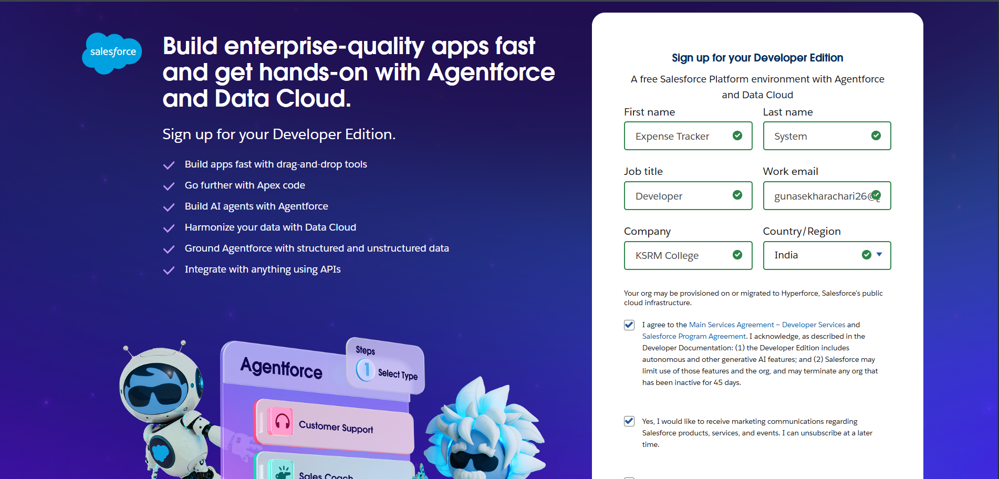 salesforce
Build enterprise-quality apps fast
and get hands-on with Agentforce
and Data Cloud.
Sign up for your Developer Edition.
Build apps fast with drag-and-drop tools
Go further with Apex code
Build AI agents with Agentforce
Harmonize your data with Data Cloud
Ground Agentforce with structured and unstructured data
Integrate with anything using APIs
Agentforce
Steps
1 Select Type
Customer Support
Sales Coach
Sign up for your Developer Edition
A free Salesforce Platform environment with Agentforce
and Data Cloud
First name
Last name
Expense Tracker
System
Job title
Work email
Developer
gunasekharachari26@
Company
Country/Region
KSRM College
India
Your org may be provisioned on or migrated to Hyperforce, Salesforce's public
cloud infrastructure.
I agree to the Main Services Agreement – Developer Services and
Salesforce Program Agreement. I acknowledge, as described in the
Developer Documentation: (1) the Developer Edition includes
autonomous and other generative AI features; and (2) Salesforce may
limit use of those features and the org, and may terminate any org that
has been inactive for 45 days.
Yes, I would like to receive marketing communications regarding
Salesforce products, services, and events. I can unsubscribe at a later
time.